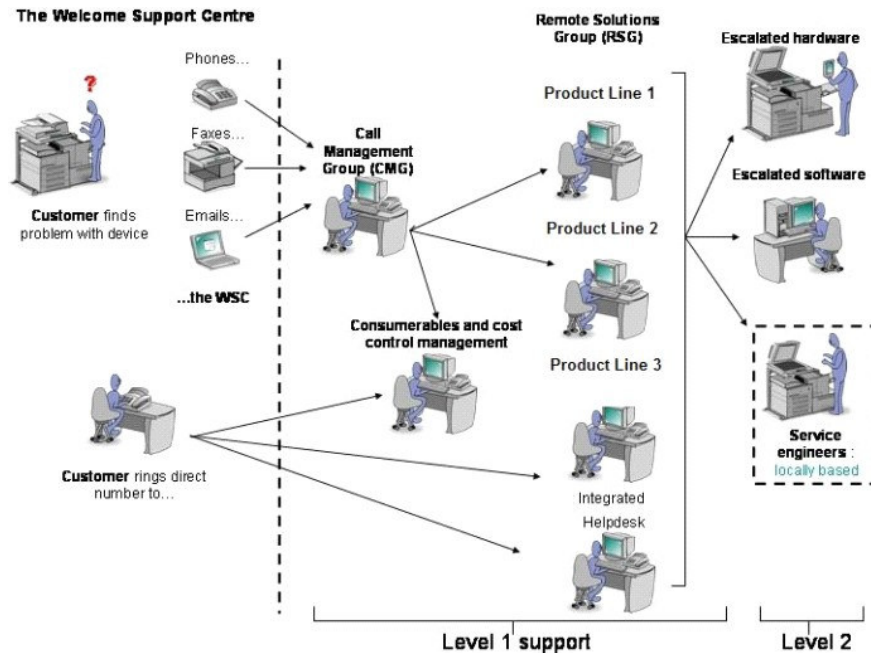 The Welcome Support Centre
Phones...
Faxes...
Emails...
...the WSC
?
Customer finds
problem with device
Customer rings direct
number to...
Call
Management
Group (CMG)
Consumerables and cost
control management
Remote Solutions
Group (RSG)
Product Line 1
Product Line 2
Product Line 3
Integrated
Helpdesk
Escalated hardware
Escalated software
Service
engineers :
locally based
Level 1 support
Level 2